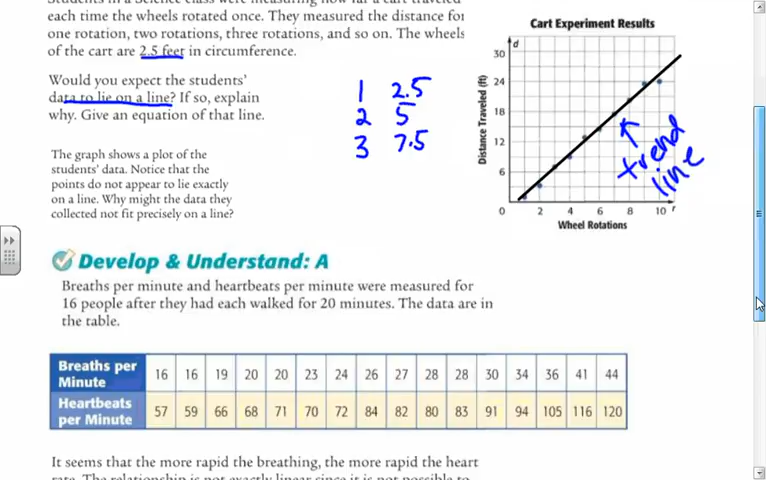 Students in a Science class were measuring how far a cart traveled
each time the wheels rotated once. They measured the distance for
one rotation, two rotations, three rotations, and so on. The wheels
of the cart are 2.5 feet in circumference.
Would you expect the students'
data to lie on a line? If so, explain
why. Give an equation of that line.
1 2.5
2 5
3 7.5
The graph shows a plot of the
students' data. Notice that the
points do not appear to lie exactly
on a line. Why might the data they
collected not fit precisely on a line?
Cart Experiment Results
d
30
24
18
12
6
0 2 4 6 8 10 r
Distance Traveled (ft)
Wheel Rotations
trend
line
Develop & Understand: A
Breaths per minute and heartbeats per minute were measured for
16 people after they had each walked for 20 minutes. The data are in
the table.
Breaths per Minute 16 16 19 20 20 23 24 26 27 28 28 30 34 36 41 44
Heartbeats per Minute 57 59 66 68 71 70 72 84 82 80 83 91 94 105 116 120
It seems that the more rapid the breathing, the more rapid the heart
rate. The relationship is not exactly linear since it is not possible to